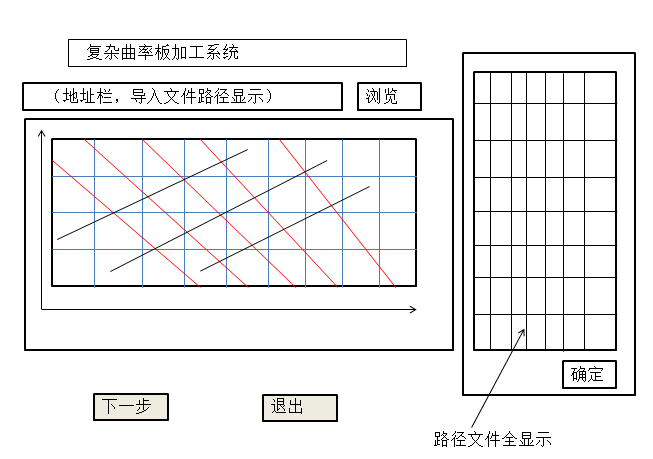 复杂曲率板加工系统
（地址栏，导入文件路径显示）
浏览
确定
下一步
退出
路径文件全显示